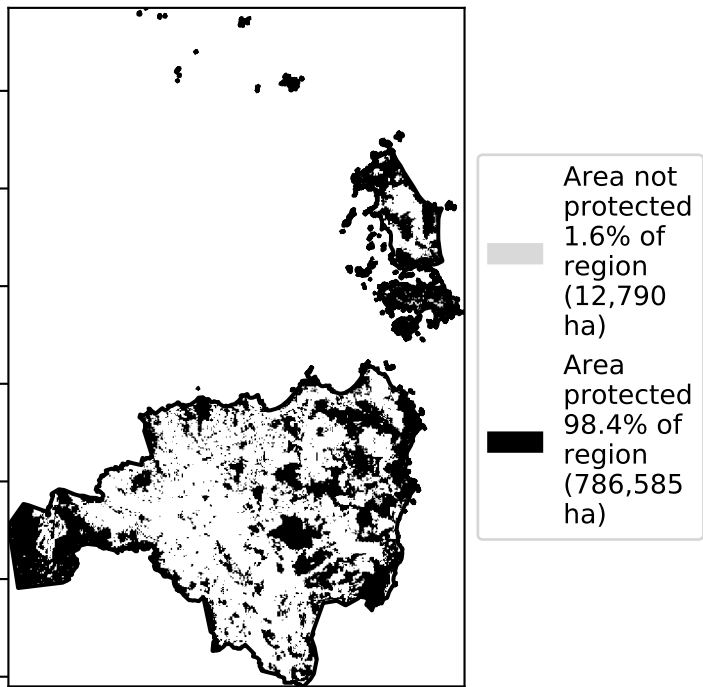 Area not
protected
1.6% of
region
(12,790
ha)
Area
protected
98.4% of
region
(786,585
ha)